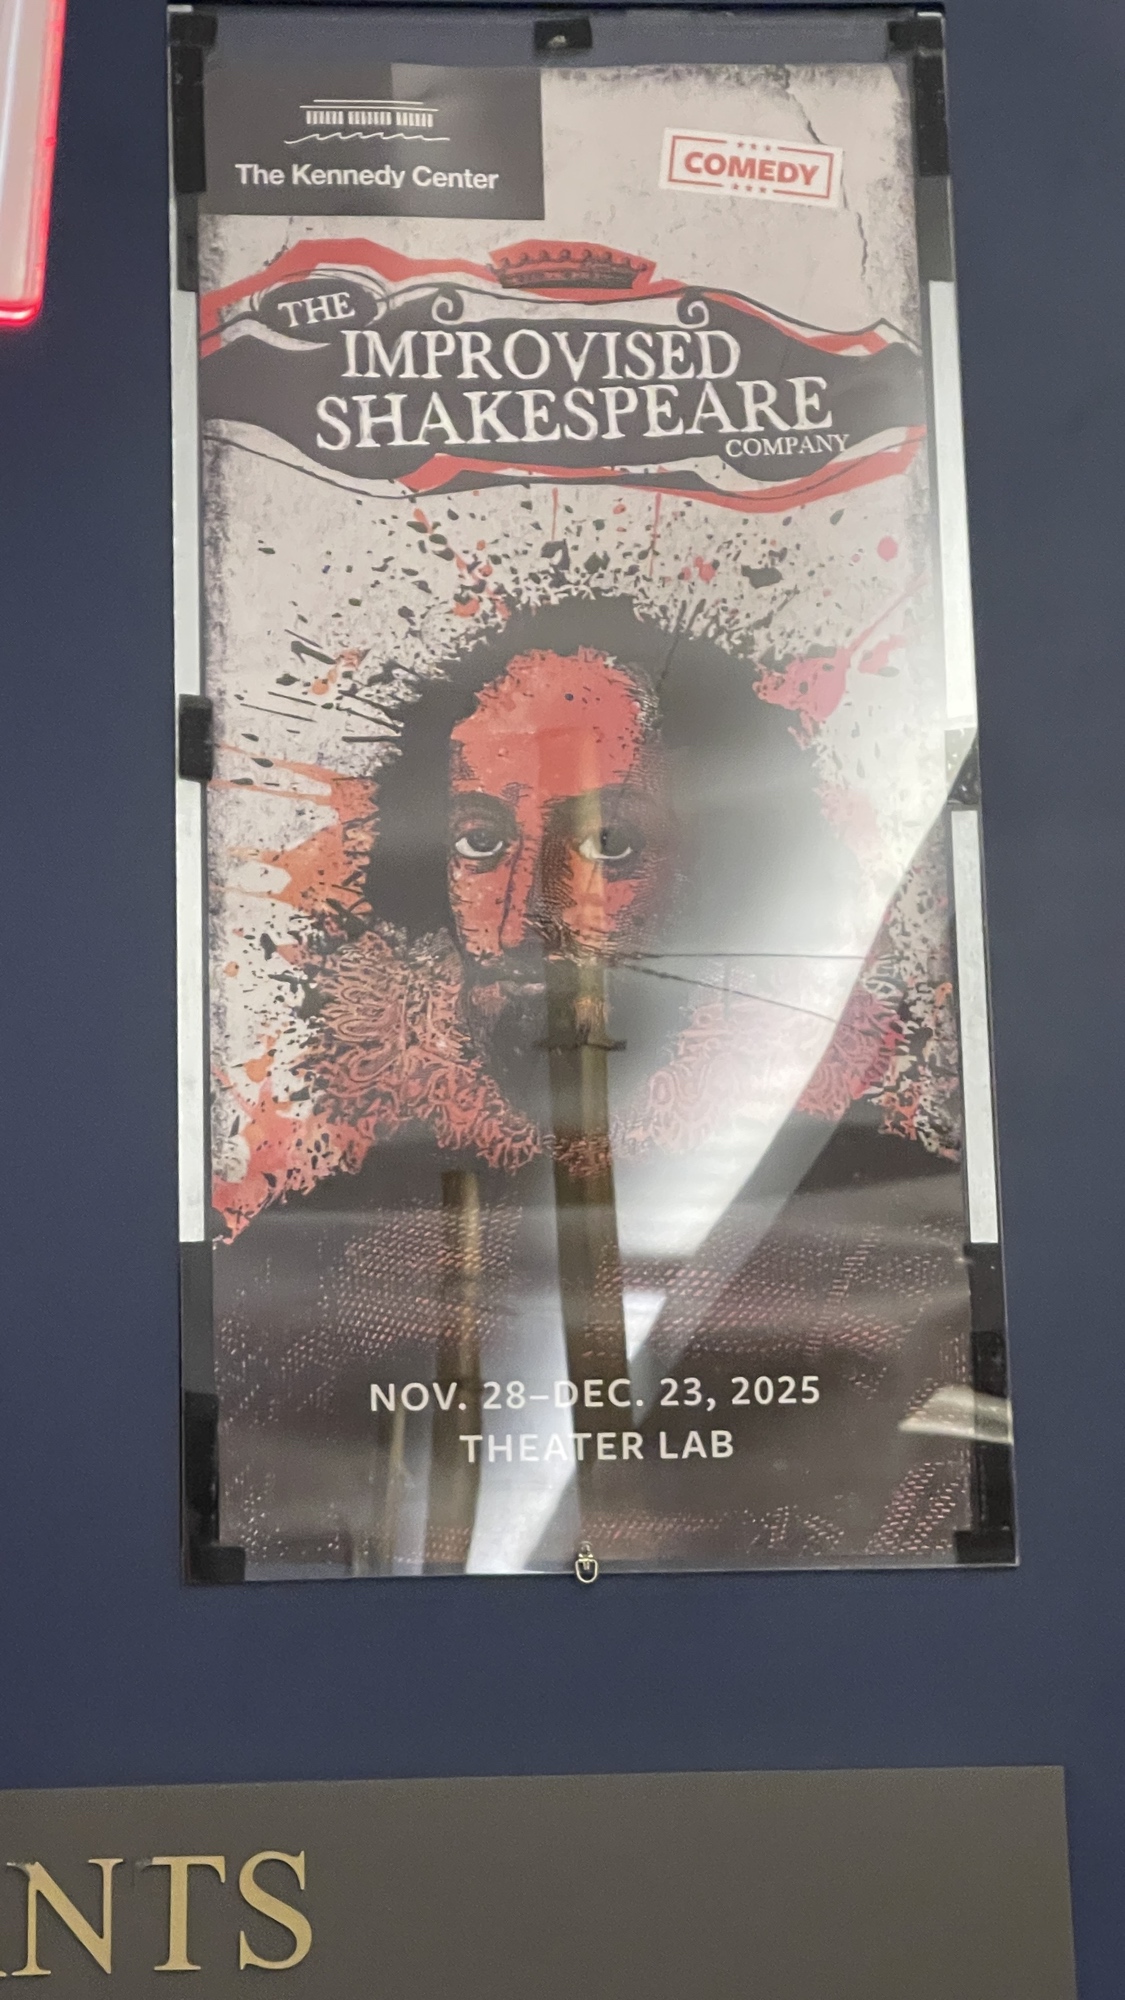 The Kennedy Center
COMEDY
THE
IMPROVISED
SHAKESPEARE
COMPANY
NOV. 28–DEC. 23, 2025
THEATER LAB
NTS